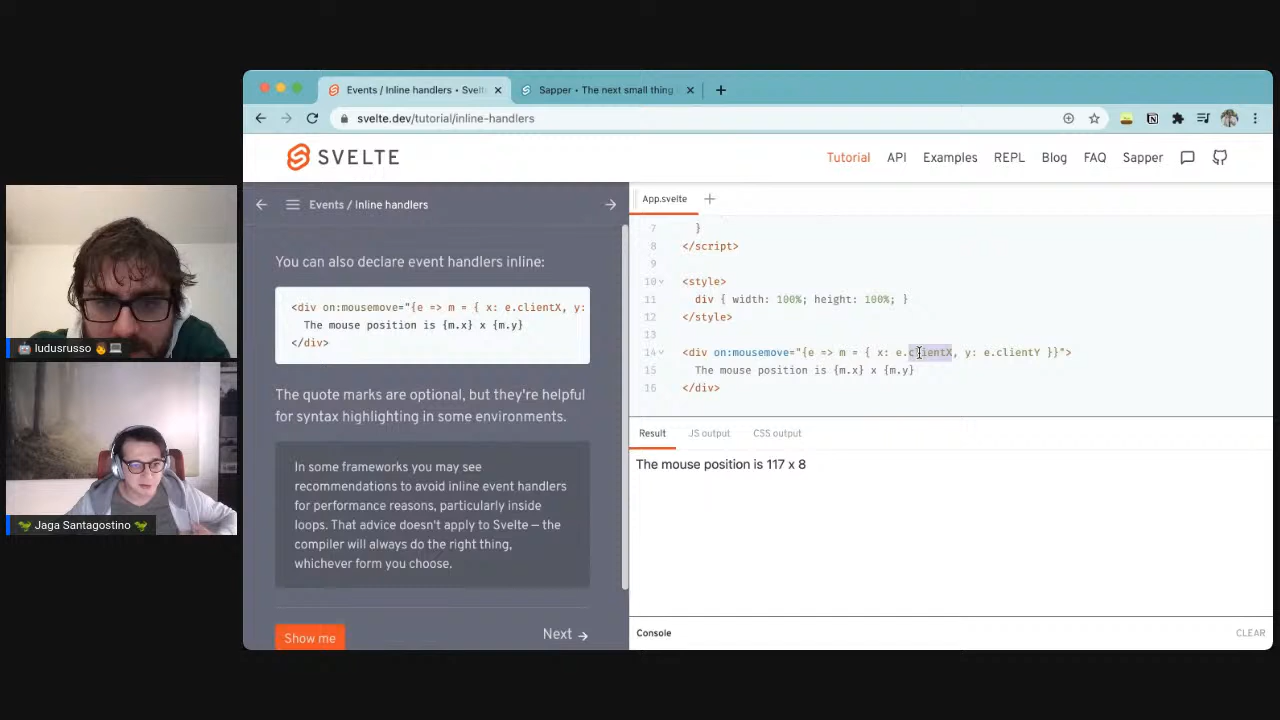 Events / Inline handlers • Svelt
Sapper • The next small thing
svelte.dev/tutorial/inline-handlers
SVELTE
Tutorial
API
Examples
REPL
Blog
FAQ
Sapper
Events / Inline handlers
You can also declare event handlers inline:
<div on:mousemove="{e => m = { x: e.clientX, y:
The mouse position is {m.x} x {m.y}
</div>
The quote marks are optional, but they're helpful
for syntax highlighting in some environments.
In some frameworks you may see
recommendations to avoid inline event handlers
for performance reasons, particularly inside
loops. That advice doesn't apply to Svelte — the
compiler will always do the right thing,
whichever form you choose.
Show me
Next
App.svelte
7 }
8 </script>
9
10 <style>
11 div { width: 100%; height: 100%; }
12 </style>
13
14 <div on:mousemove="{e => m = { x: e.clientX, y: e.clientY }}">
15 The mouse position is {m.x} x {m.y}
16 </div>
Result
JS output
CSS output
The mouse position is 117 x 8
Console
CLEAR
ludusrusso
Jaga Santagostino